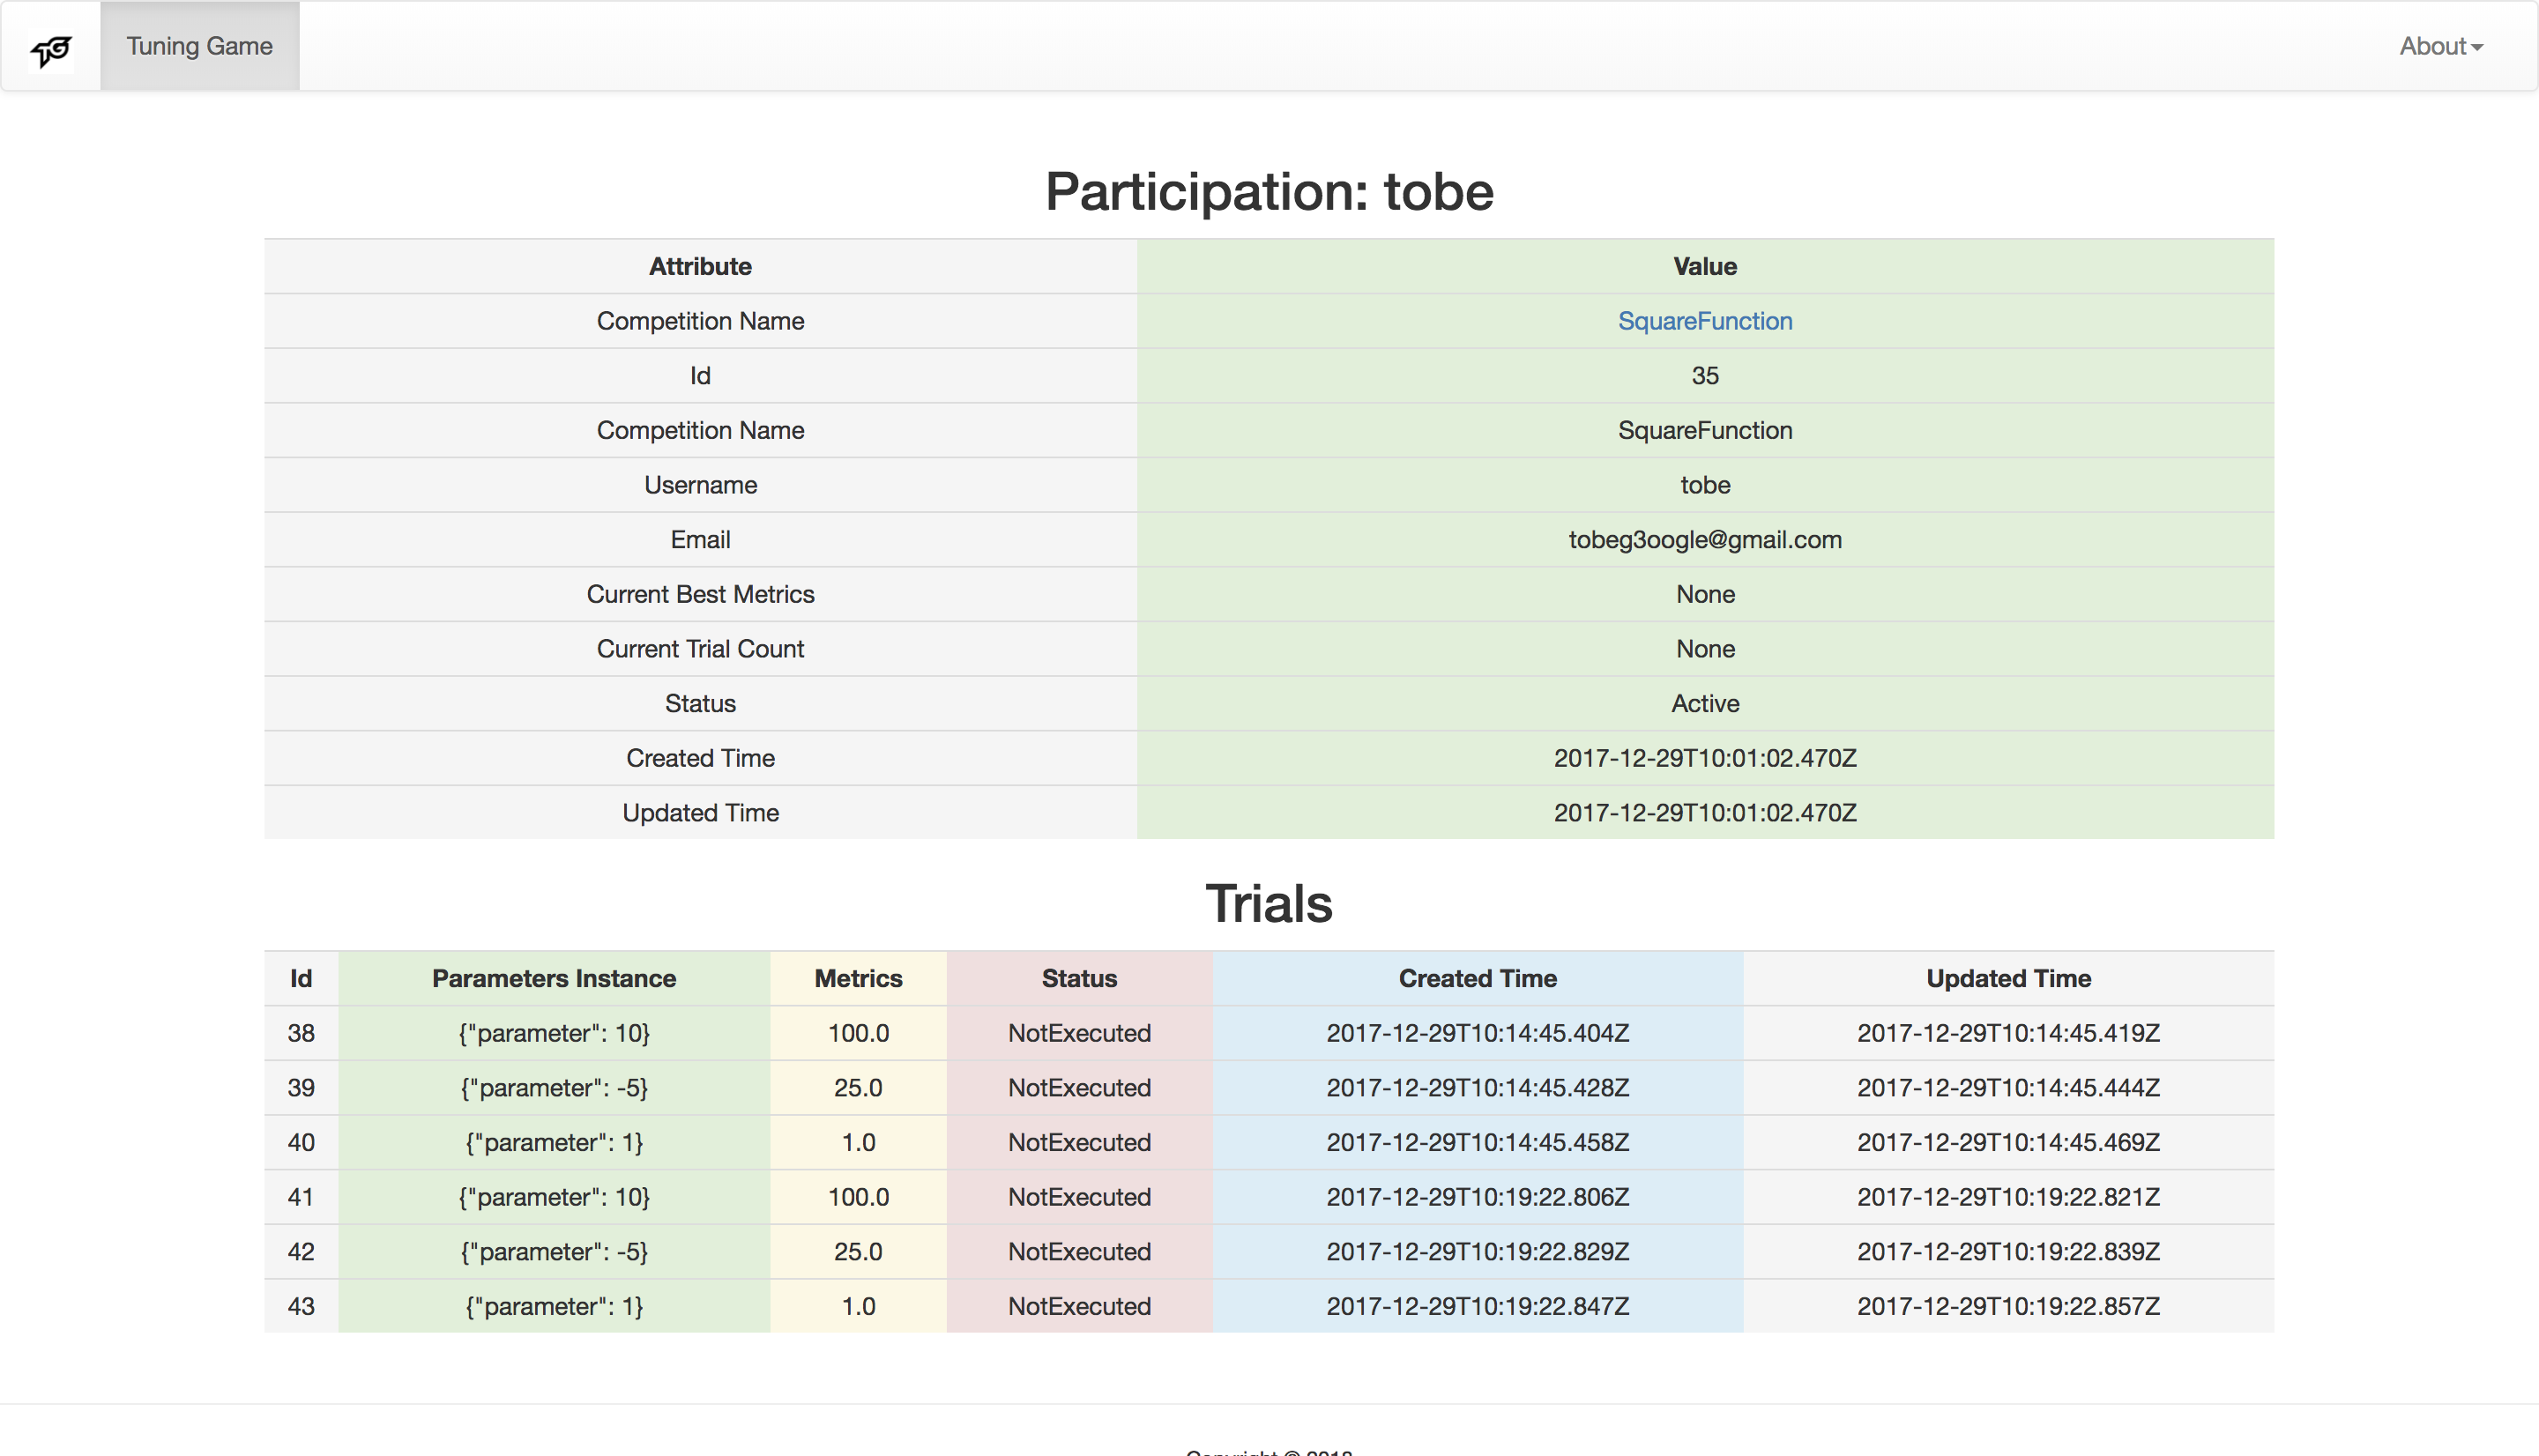 TG Tuning Game About
Participation: tobe
Attribute Value
Competition Name SquareFunction
Id 35
Competition Name SquareFunction
Username tobe
Email tobeg3oogle@gmail.com
Current Best Metrics None
Current Trial Count None
Status Active
Created Time 2017-12-29T10:01:02.470Z
Updated Time 2017-12-29T10:01:02.470Z
Trials
Id Parameters Instance Metrics Status Created Time Updated Time
38 {"parameter": 10} 100.0 NotExecuted 2017-12-29T10:14:45.404Z 2017-12-29T10:14:45.419Z
39 {"parameter": -5} 25.0 NotExecuted 2017-12-29T10:14:45.428Z 2017-12-29T10:14:45.444Z
40 {"parameter": 1} 1.0 NotExecuted 2017-12-29T10:14:45.458Z 2017-12-29T10:14:45.469Z
41 {"parameter": 10} 100.0 NotExecuted 2017-12-29T10:19:22.806Z 2017-12-29T10:19:22.821Z
42 {"parameter": -5} 25.0 NotExecuted 2017-12-29T10:19:22.829Z 2017-12-29T10:19:22.839Z
43 {"parameter": 1} 1.0 NotExecuted 2017-12-29T10:19:22.847Z 2017-12-29T10:19:22.857Z
Copyright ©